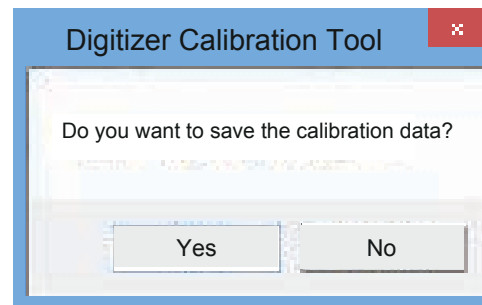 Digitizer Calibration Tool
Do you want to save the calibration data?
Yes No